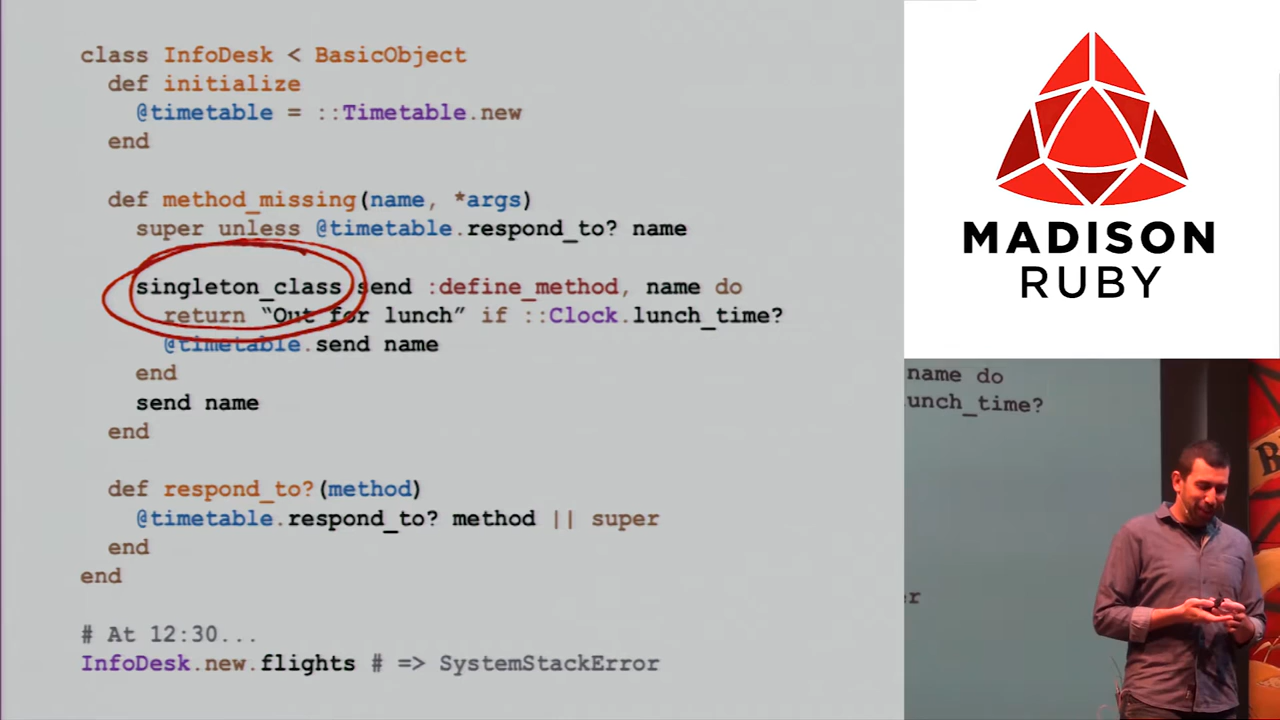 class InfoDesk < BasicObject
  def initialize
    @timetable = ::Timetable.new
  end

  def method_missing(name, *args)
    super unless @timetable.respond_to? name

    singleton_class send :define_method, name do
      return “Out for lunch” if ::Clock.lunch_time?
      @timetable.send name
    end
    send name
  end

  def respond_to?(method)
    @timetable.respond_to? method || super
  end
end

# At 12:30...
InfoDesk.new.flights # => SystemStackError
MADISON
RUBY
name do
lunch_time?